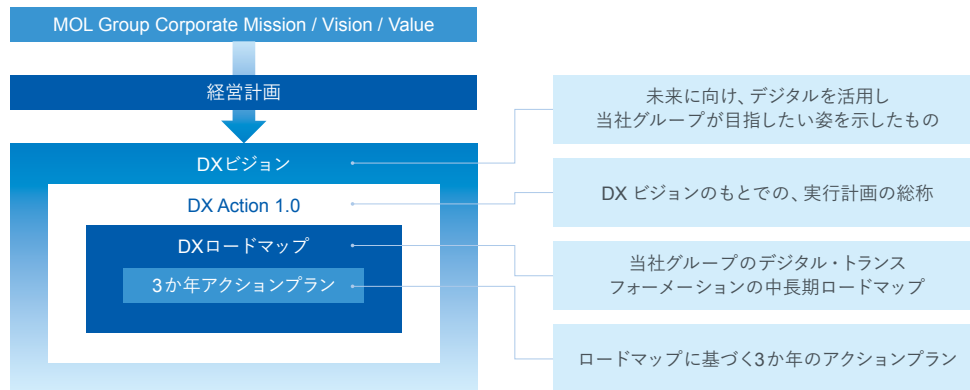 MOL Group Corporate Mission / Vision / Value
経営計画
DXビジョン
DX Action 1.0
DXロードマップ
3か年アクションプラン
未来に向け、デジタルを活用し
当社グループが目指したい姿を示したもの
DX ビジョンのもとでの、実行計画の総称
当社グループのデジタル・トランス
フォーメーションの中長期ロードマップ
ロードマップに基づく3か年のアクションプラン